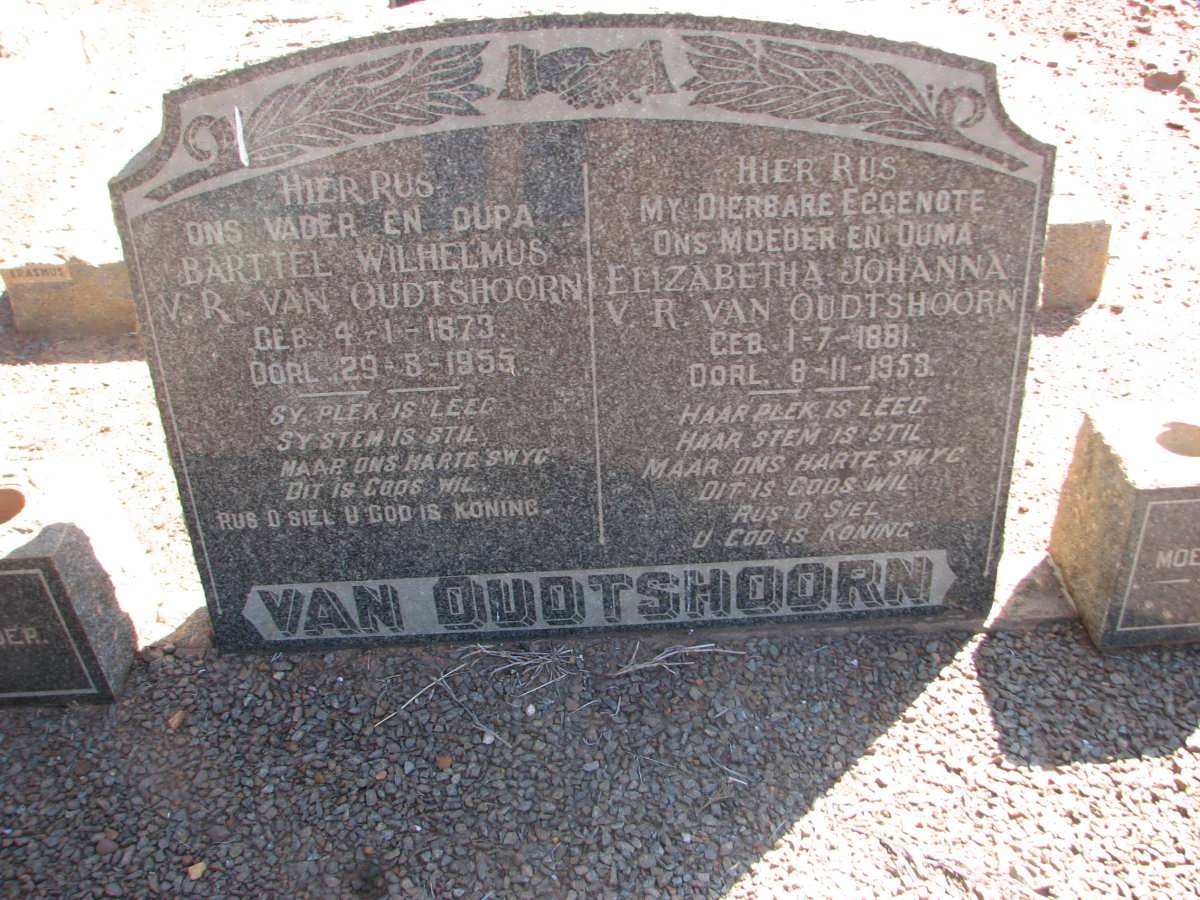 HIER RUS
ONS VADER EN OUPA
BARTTEL WILHELMUS
V. R. VAN OUDTSHOORN
GEB. 4-1-1873.
OORL. 29-8-1955.
SY PLEK IS LEEG
SY STEM IS STIL,
MAAR ONS HARTE SWYG
DIT IS GODS WIL.
RUS O SIEL U GOD IS KONING.
HIER RUS
MY DIERBARE EGGENOTE
ONS MOEDER EN OUMA
ELIZABETHA JOHANNA
V. R. VAN OUDTSHOORN
GEB. 1-7-1881.
OORL. 8-11-1953.
HAAR PLEK IS LEEG
HAAR STEM IS STIL
MAAR ONS HARTE SWYG
DIT IS GODS WIL
RUS O SIEL
U GOD IS KONING
VAN OUDTSHOORN
ERASMUS
DER.
MOE